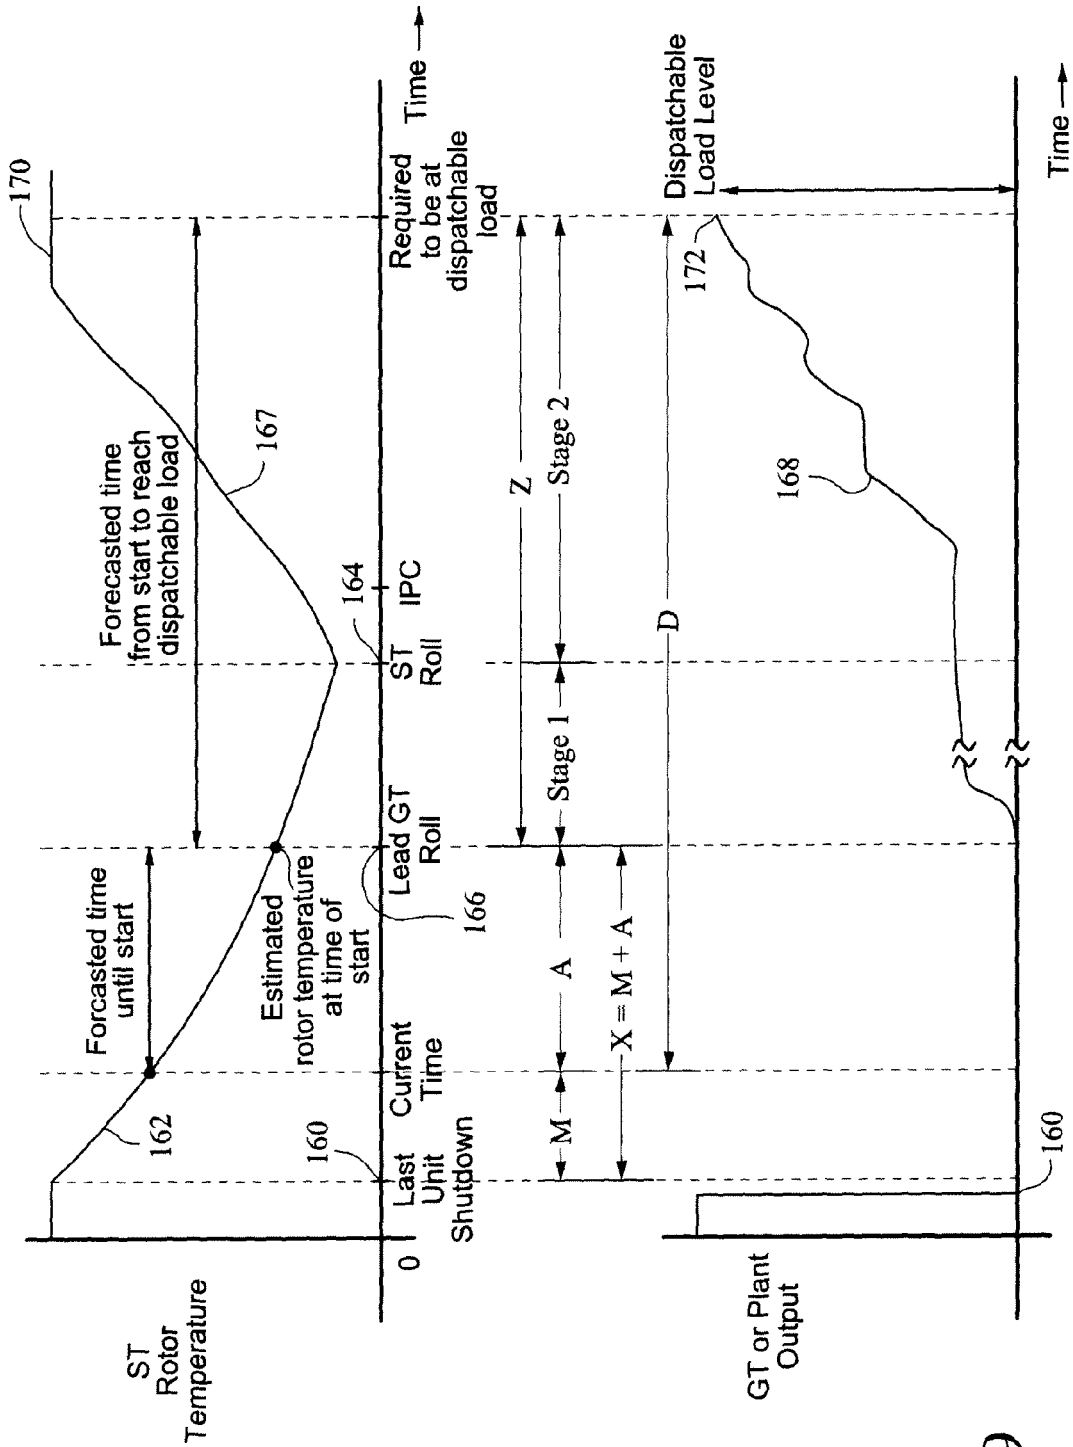 170
Forecasted time
from start to reach
dispatchable load
167
Forcasted time
until start
162
ST
Rotor
Temperature
Estimated
rotor temperature
at time of
start
160
164
0
Last
Unit
Shutdown
Current
Time
Lead GT
Roll
166
ST
Roll
IPC
Required
to be at
dispatchable
load
Time
Z
M
A
Stage 1
Stage 2
X = M + A
D
GT or Plant
Output
160
168
172
Dispatchable
Load Level
Time